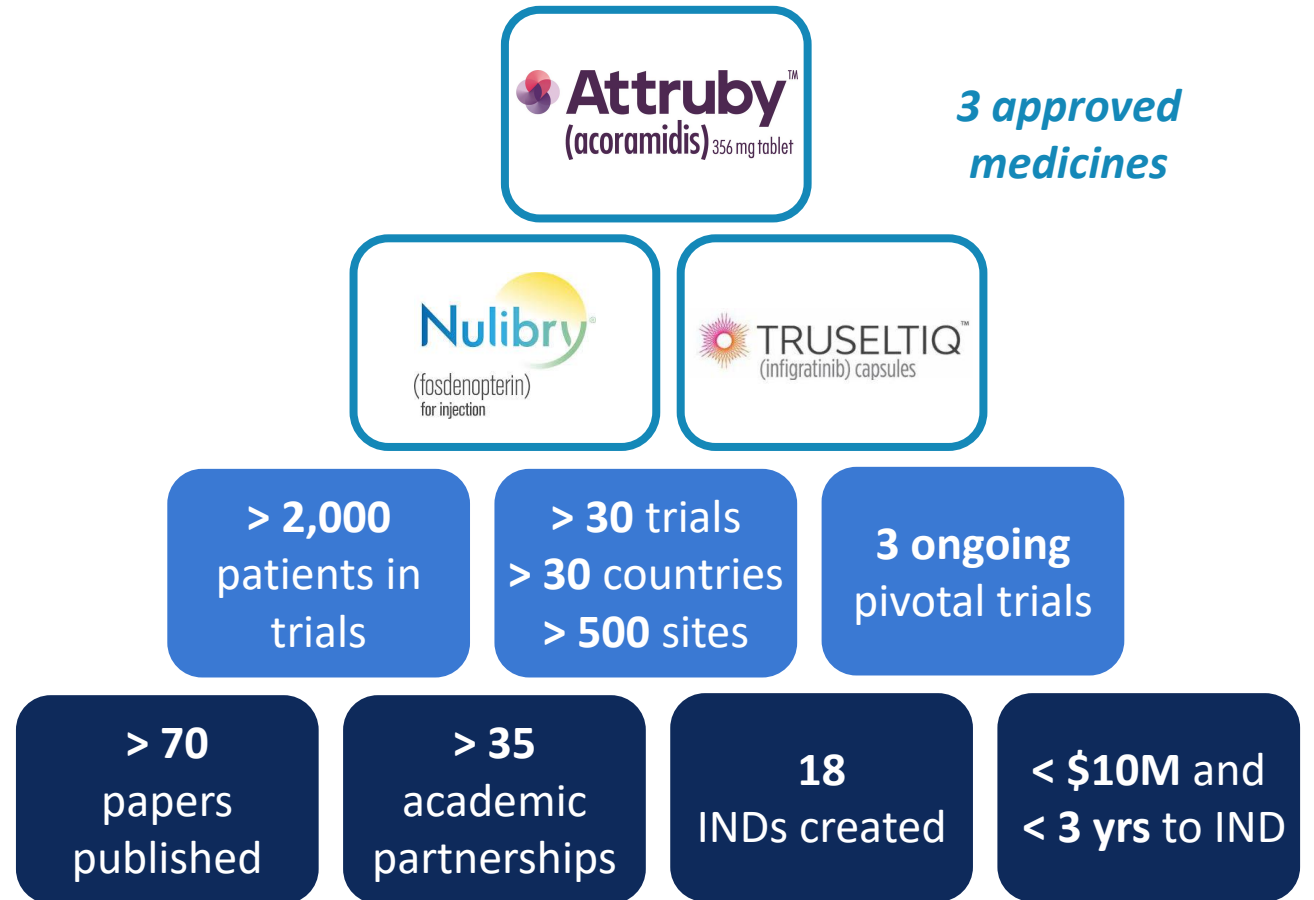 Attruby™
(acoramidis) 356 mg tablet
3 approved
medicines
Nulibry®
(fosdenopterin)
for injection
TRUSELTIQ™
(infigratinib) capsules
> 2,000
patients in
trials
> 30 trials
> 30 countries
> 500 sites
3 ongoing
pivotal trials
> 70
papers
published
> 35
academic
partnerships
18
INDs created
< $10M and
< 3 yrs to IND